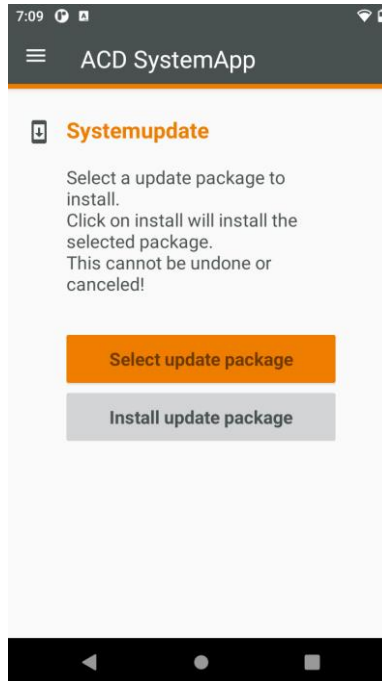 7:09
ACD SystemApp
Systemupdate
Select a update package to
install.
Click on install will install the
selected package.
This cannot be undone or
canceled!
Select update package
Install update package